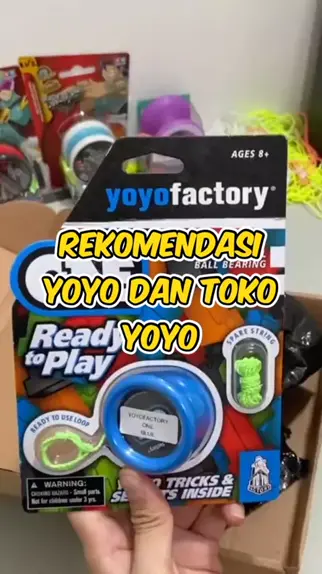 AGES 8+
yoyofactory®
REKOMENDASI
BALL BEARING
YOYO DAN TOKO
YOYO
Ready
to Play
SPARE STRING
READY TO USE LOOP
YOYOFACTORY
ONE
WARNING:
CHOKING HAZARD - Small parts.
Not for children under 3 yrs.
TRICKS &
INSIDE